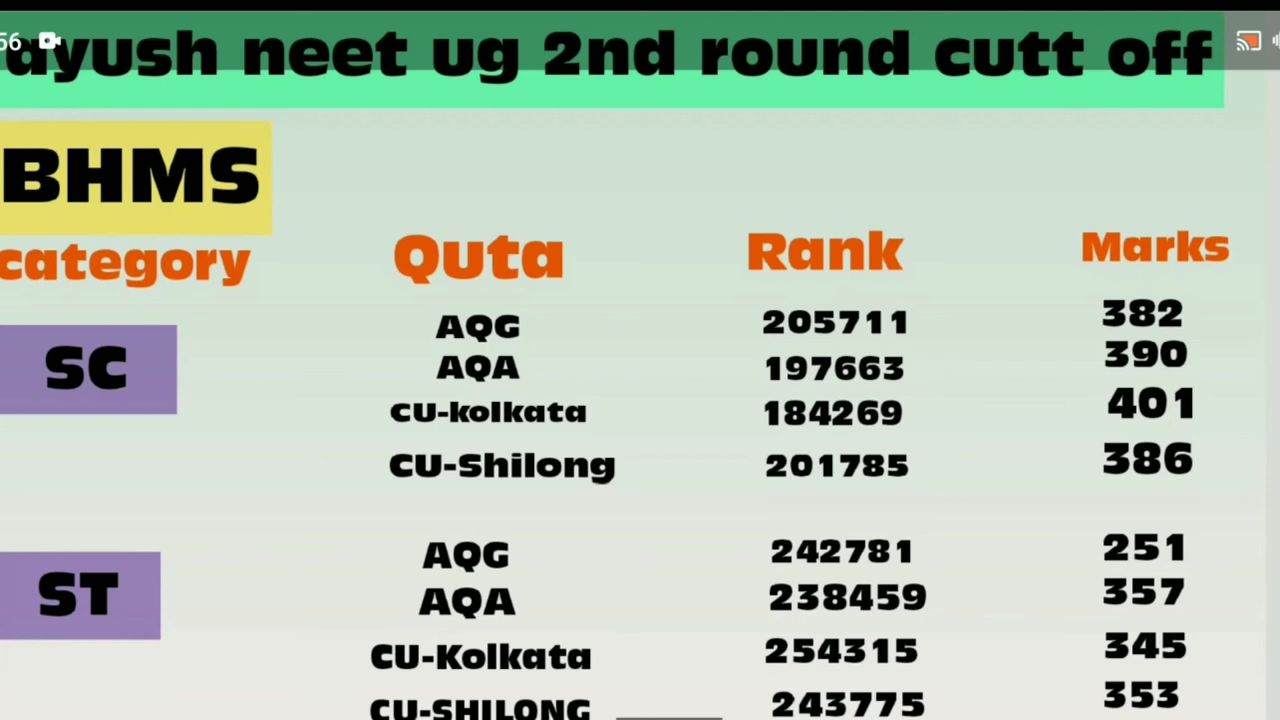 56
ayush neet ug 2nd round cutt off
BHMS
category Quta Rank Marks
SC
AQG 205711 382
AQA 197663 390
CU-kolkata 184269 401
CU-Shilong 201785 386
ST
AQG 242781 251
AQA 238459 357
CU-Kolkata 254315 345
CU-SHILONG 243775 353